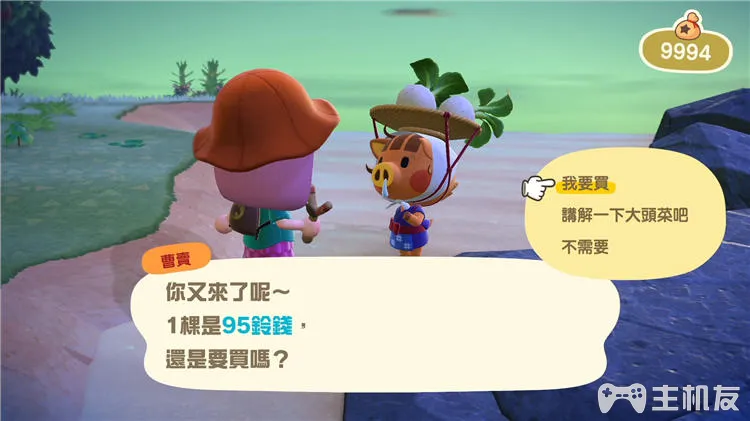 9994
我要買
講解一下大頭菜吧
不需要
曹賣
你又來了呢～
1棵是95鈴錢，
還是要買嗎？
主机友